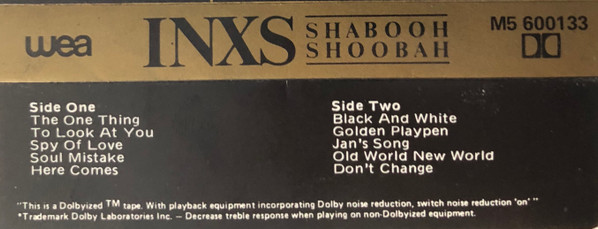 wea INXS SHABOOH SHOOBAH M5 600133
Side One
The One Thing
To Look At You
Spy Of Love
Soul Mistake
Here Comes
Side Two
Black And White
Golden Playpen
Jan's Song
Old World New World
Don't Change
"This is a Dolbyized TM tape. With playback equipment incorporating Dolby noise reduction, switch noise reduction 'on' "
*Trademark Dolby Laboratories Inc. — Decrease treble response when playing on non-Dolbyized equipment.